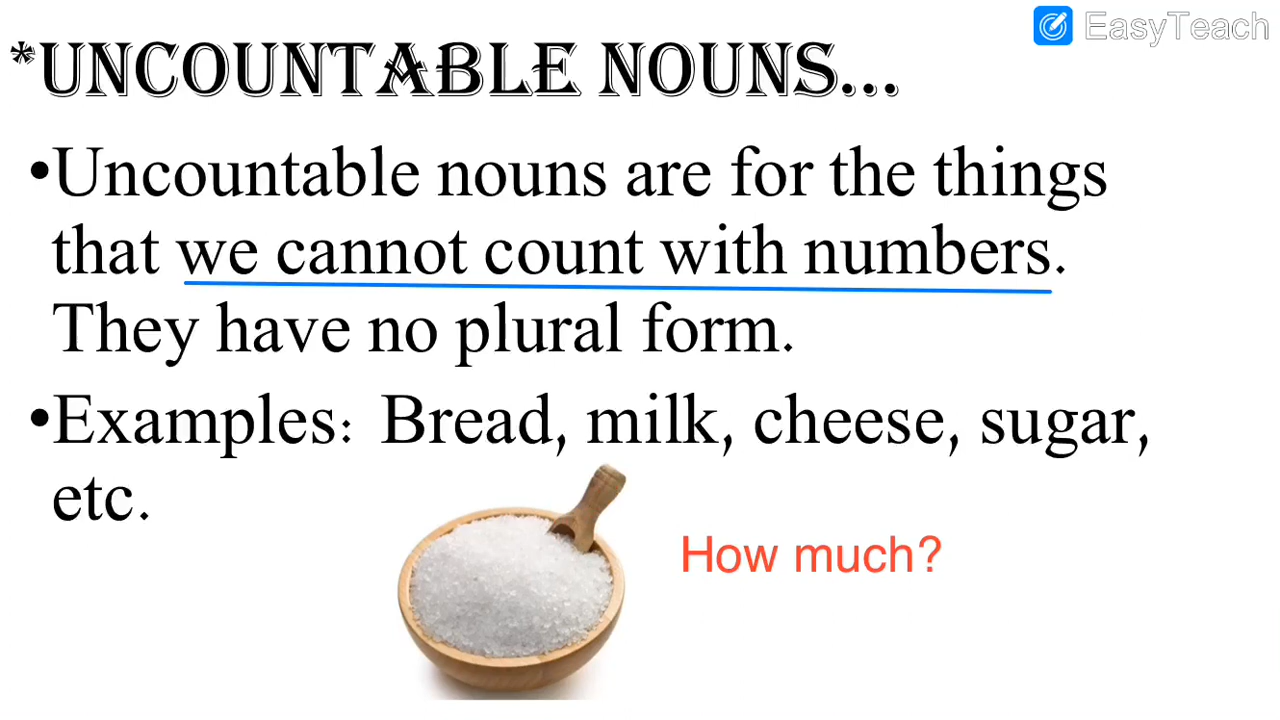 EasyTeach
*UNCOUNTABLE NOUNS...
•Uncountable nouns are for the things
that we cannot count with numbers.
They have no plural form.
•Examples: Bread, milk, cheese, sugar,
etc.
How much?